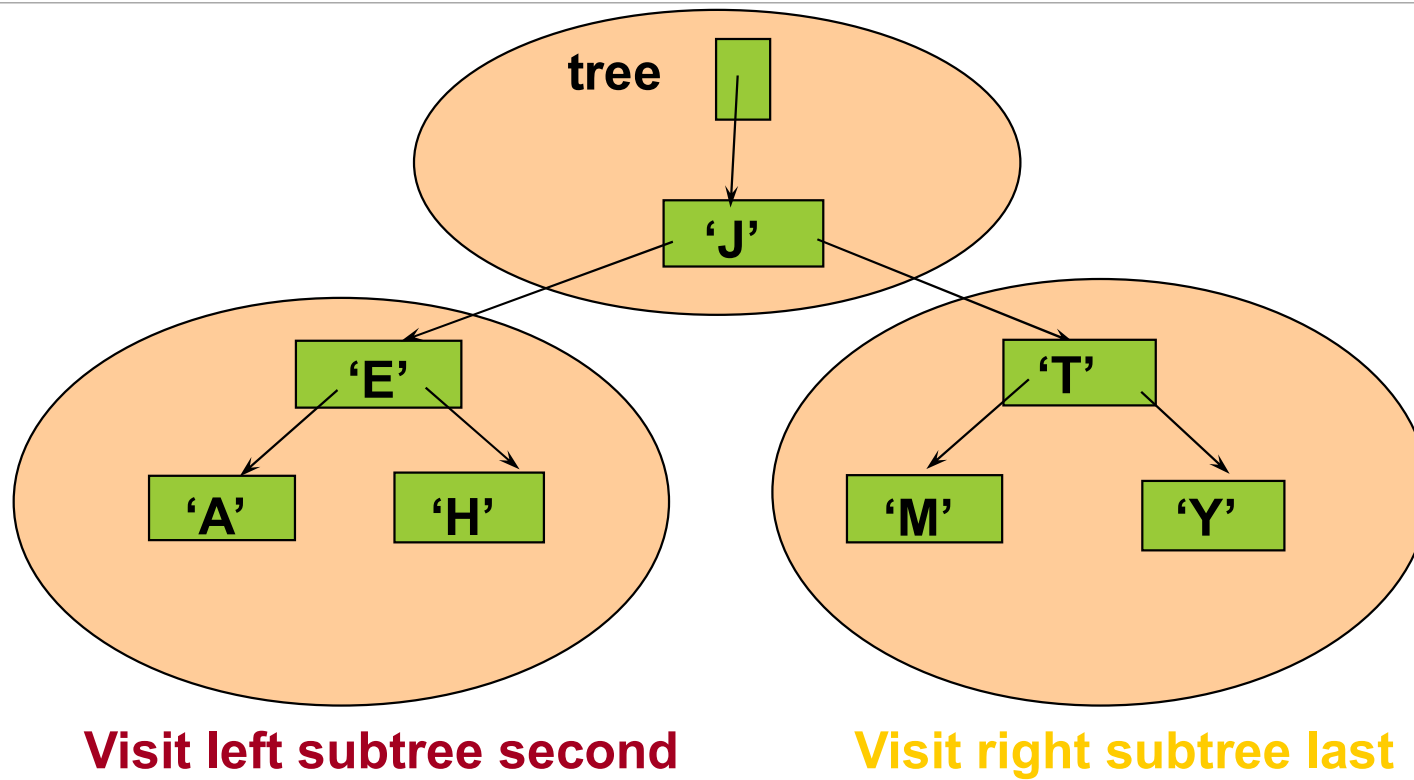 tree
‘J’
‘E’
‘T’
‘A’
‘H’
‘M’
‘Y’
Visit left subtree second
Visit right subtree last